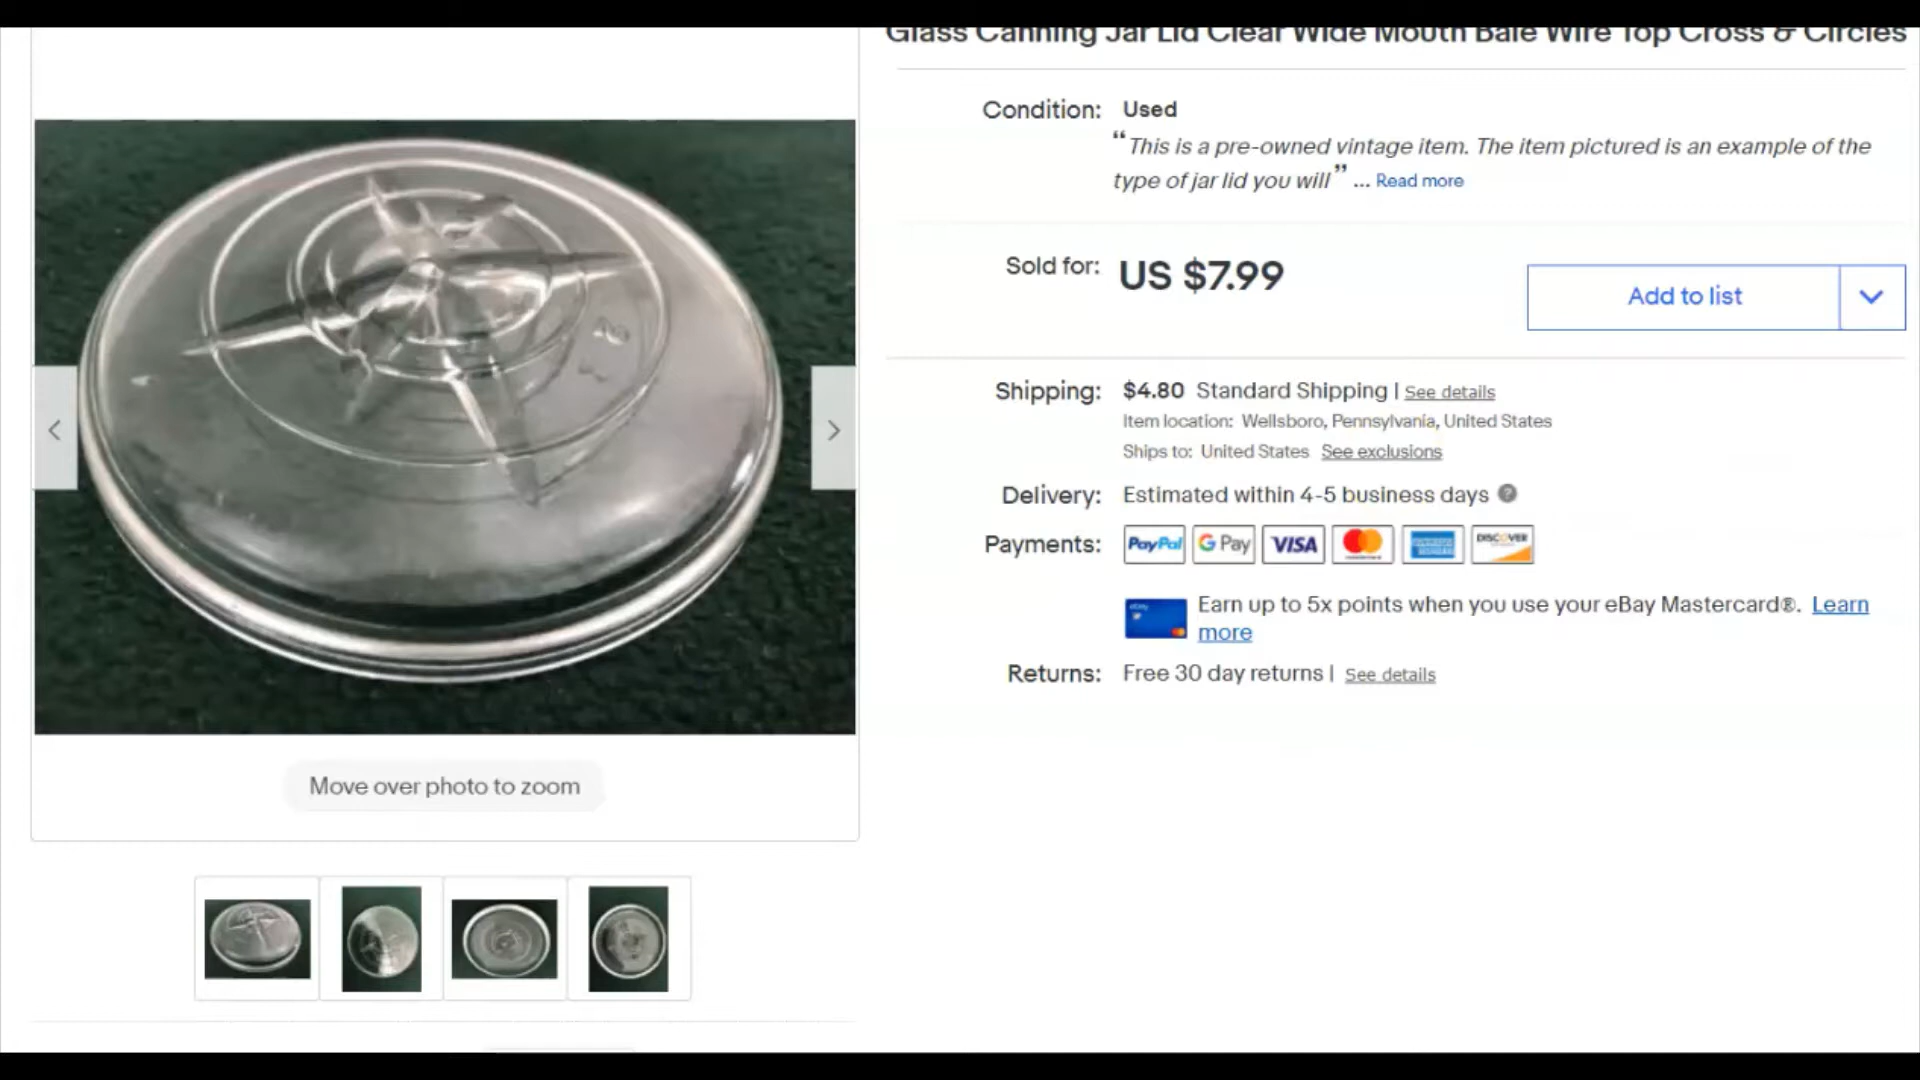 Glass Canning Jar Lid Clear Wide Mouth Bale Wire Top Cross & Circles
Condition: Used
“This is a pre-owned vintage item. The item pictured is an example of the
type of jar lid you will” ... Read more
Sold for: US $7.99
Add to list
Shipping: $4.80 Standard Shipping | See details
Item location: Wellsboro, Pennsylvania, United States
Ships to: United States See exclusions
Delivery: Estimated within 4-5 business days
Payments: PayPal G Pay VISA DISCOVER
Earn up to 5x points when you use your eBay Mastercard®. Learn
more
Returns: Free 30 day returns | See details
Move over photo to zoom